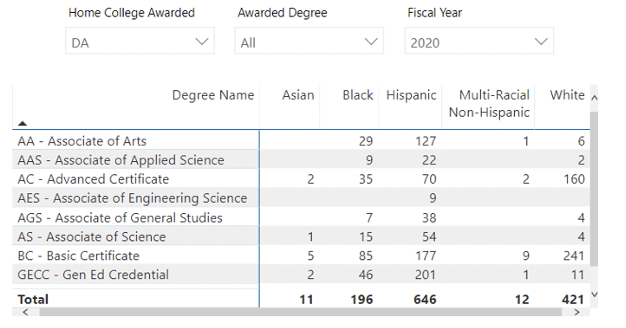 Home College Awarded Awarded Degree Fiscal Year
DA All 2020
Degree Name Asian Black Hispanic Multi-Racial Non-Hispanic White
AA - Associate of Arts 29 127 1 6
AAS - Associate of Applied Science 9 22 2
AC - Advanced Certificate 2 35 70 2 160
AES - Associate of Engineering Science 9
AGS - Associate of General Studies 7 38 4
AS - Associate of Science 1 15 54 4
BC - Basic Certificate 5 85 177 9 241
GECC - Gen Ed Credential 2 46 201 1 11
Total 11 196 646 12 421